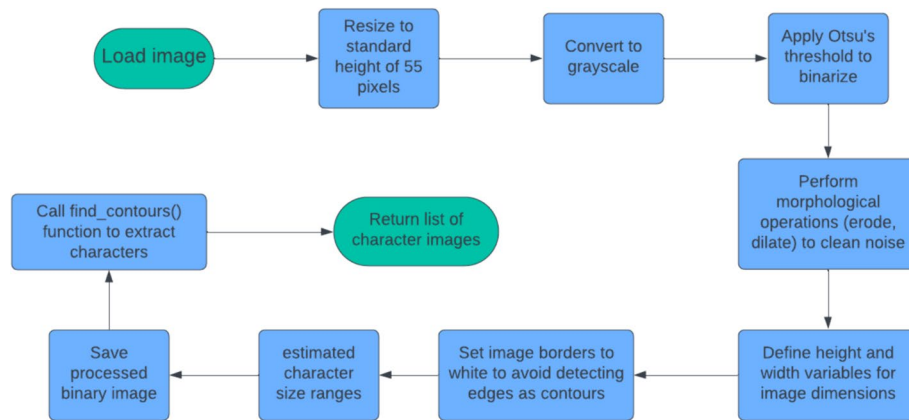 Load image
Resize to
standard
height of 55
pixels
Convert to
grayscale
Apply Otsu's
threshold to
binarize
Perform
morphological
operations (erode,
dilate) to clean noise
Define height and
width variables for
image dimensions
Set image borders to
white to avoid detecting
edges as contours
estimated
character
size ranges
Save
processed
binary image
Call find_contours()
function to extract
characters
Return list of
character images